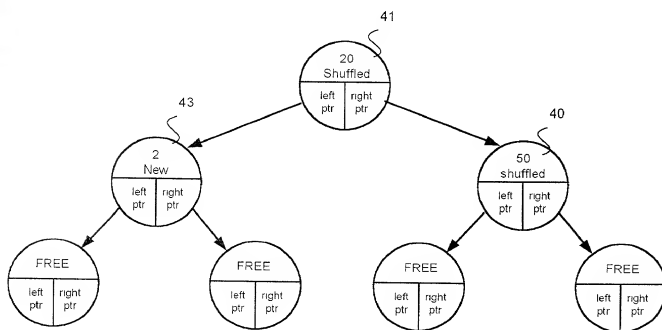 41
20
Shuffled
left right
ptr ptr
43
2
New
left right
ptr ptr
40
50
shuffled
left right
ptr ptr
FREE
left right
ptr ptr
FREE
left right
ptr ptr
FREE
left right
ptr ptr
FREE
left right
ptr ptr